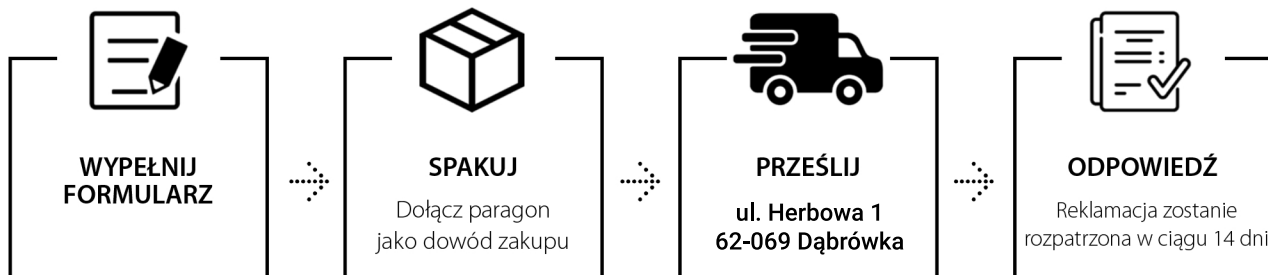 WYPEŁNIJ
FORMULARZ
SPAKUJ
Dołącz paragon
jako dowód zakupu
PRZEŚLIJ
ul. Herbowa 1
62-069 Dąbrówka
ODPOWIEDŹ
Reklamacja zostanie
rozpatrzona w ciągu 14 dni